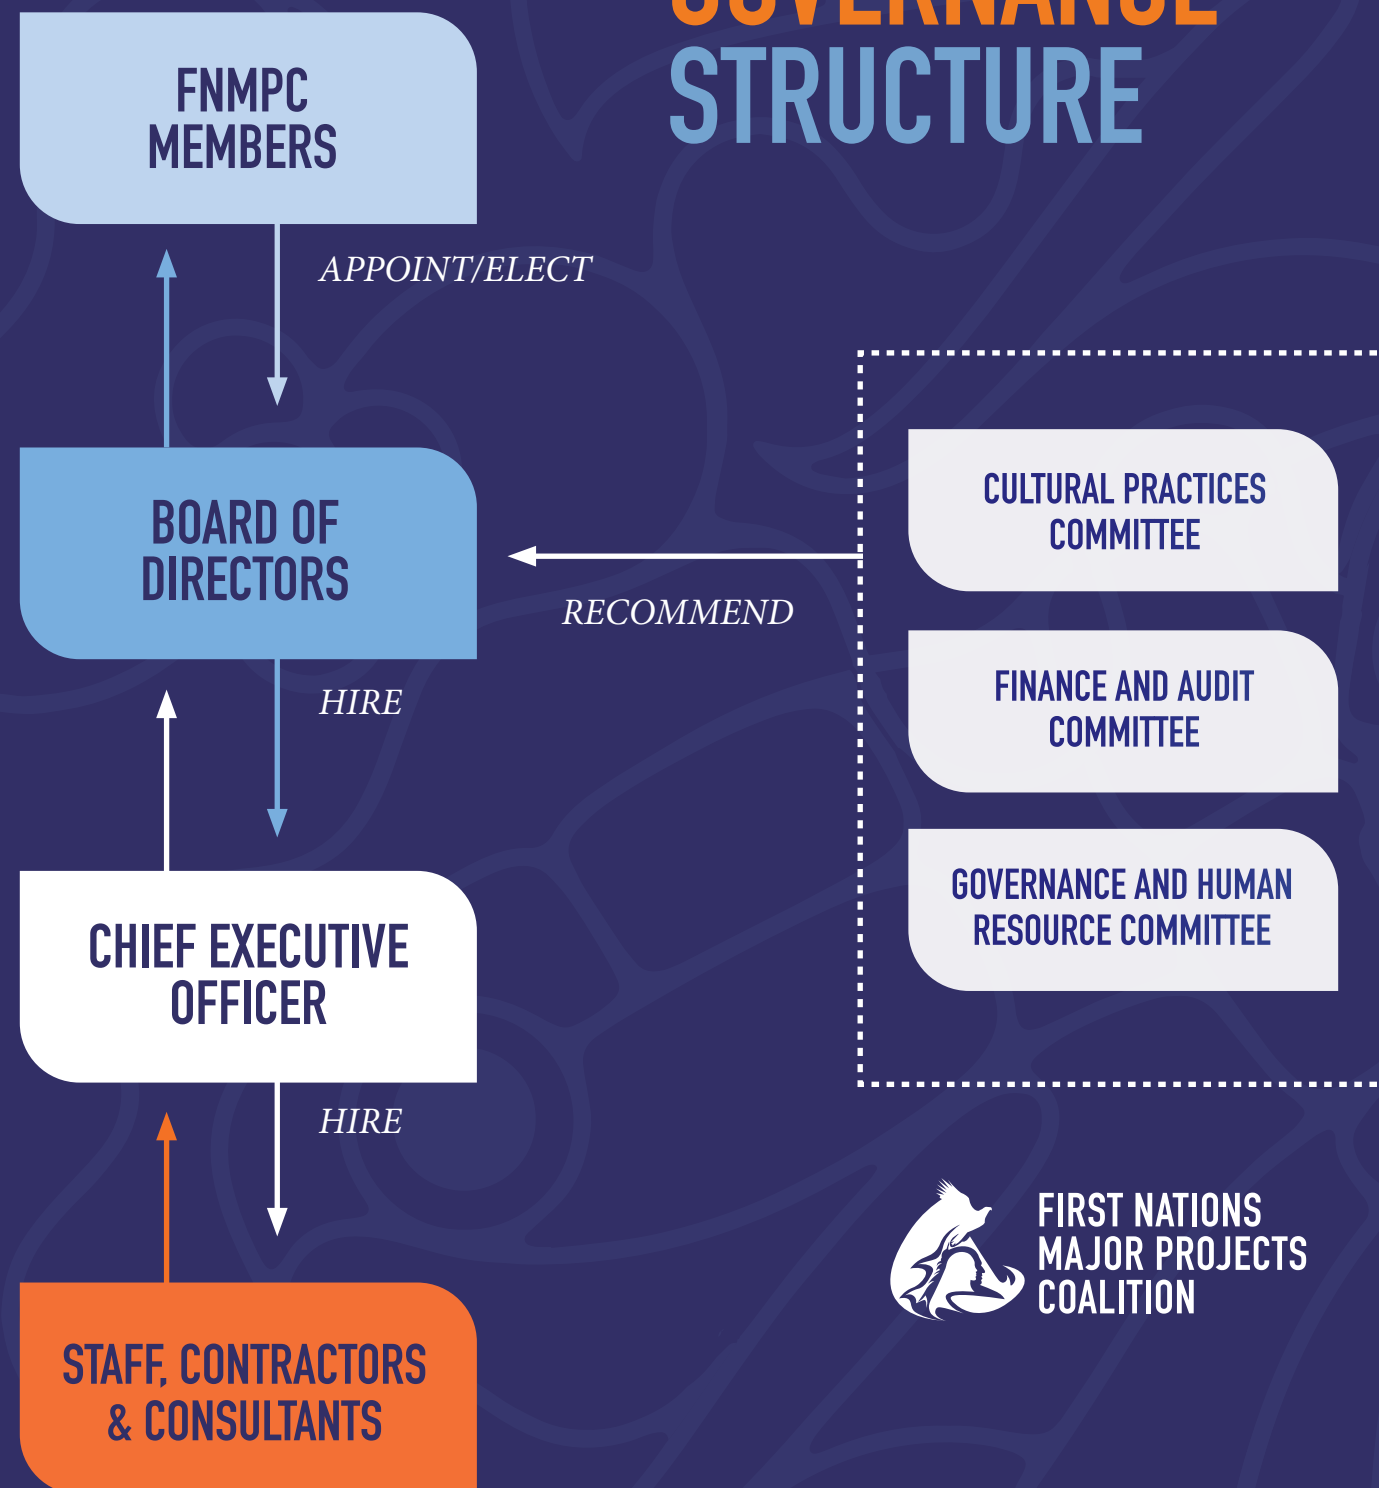 GOVERNANCE
STRUCTURE
FNMPC
MEMBERS
APPOINT/ELECT
BOARD OF
DIRECTORS
RECOMMEND
HIRE
CULTURAL PRACTICES
COMMITTEE
FINANCE AND AUDIT
COMMITTEE
GOVERNANCE AND HUMAN
RESOURCE COMMITTEE
CHIEF EXECUTIVE
OFFICER
HIRE
STAFF, CONTRACTORS
& CONSULTANTS
FIRST NATIONS
MAJOR PROJECTS
COALITION